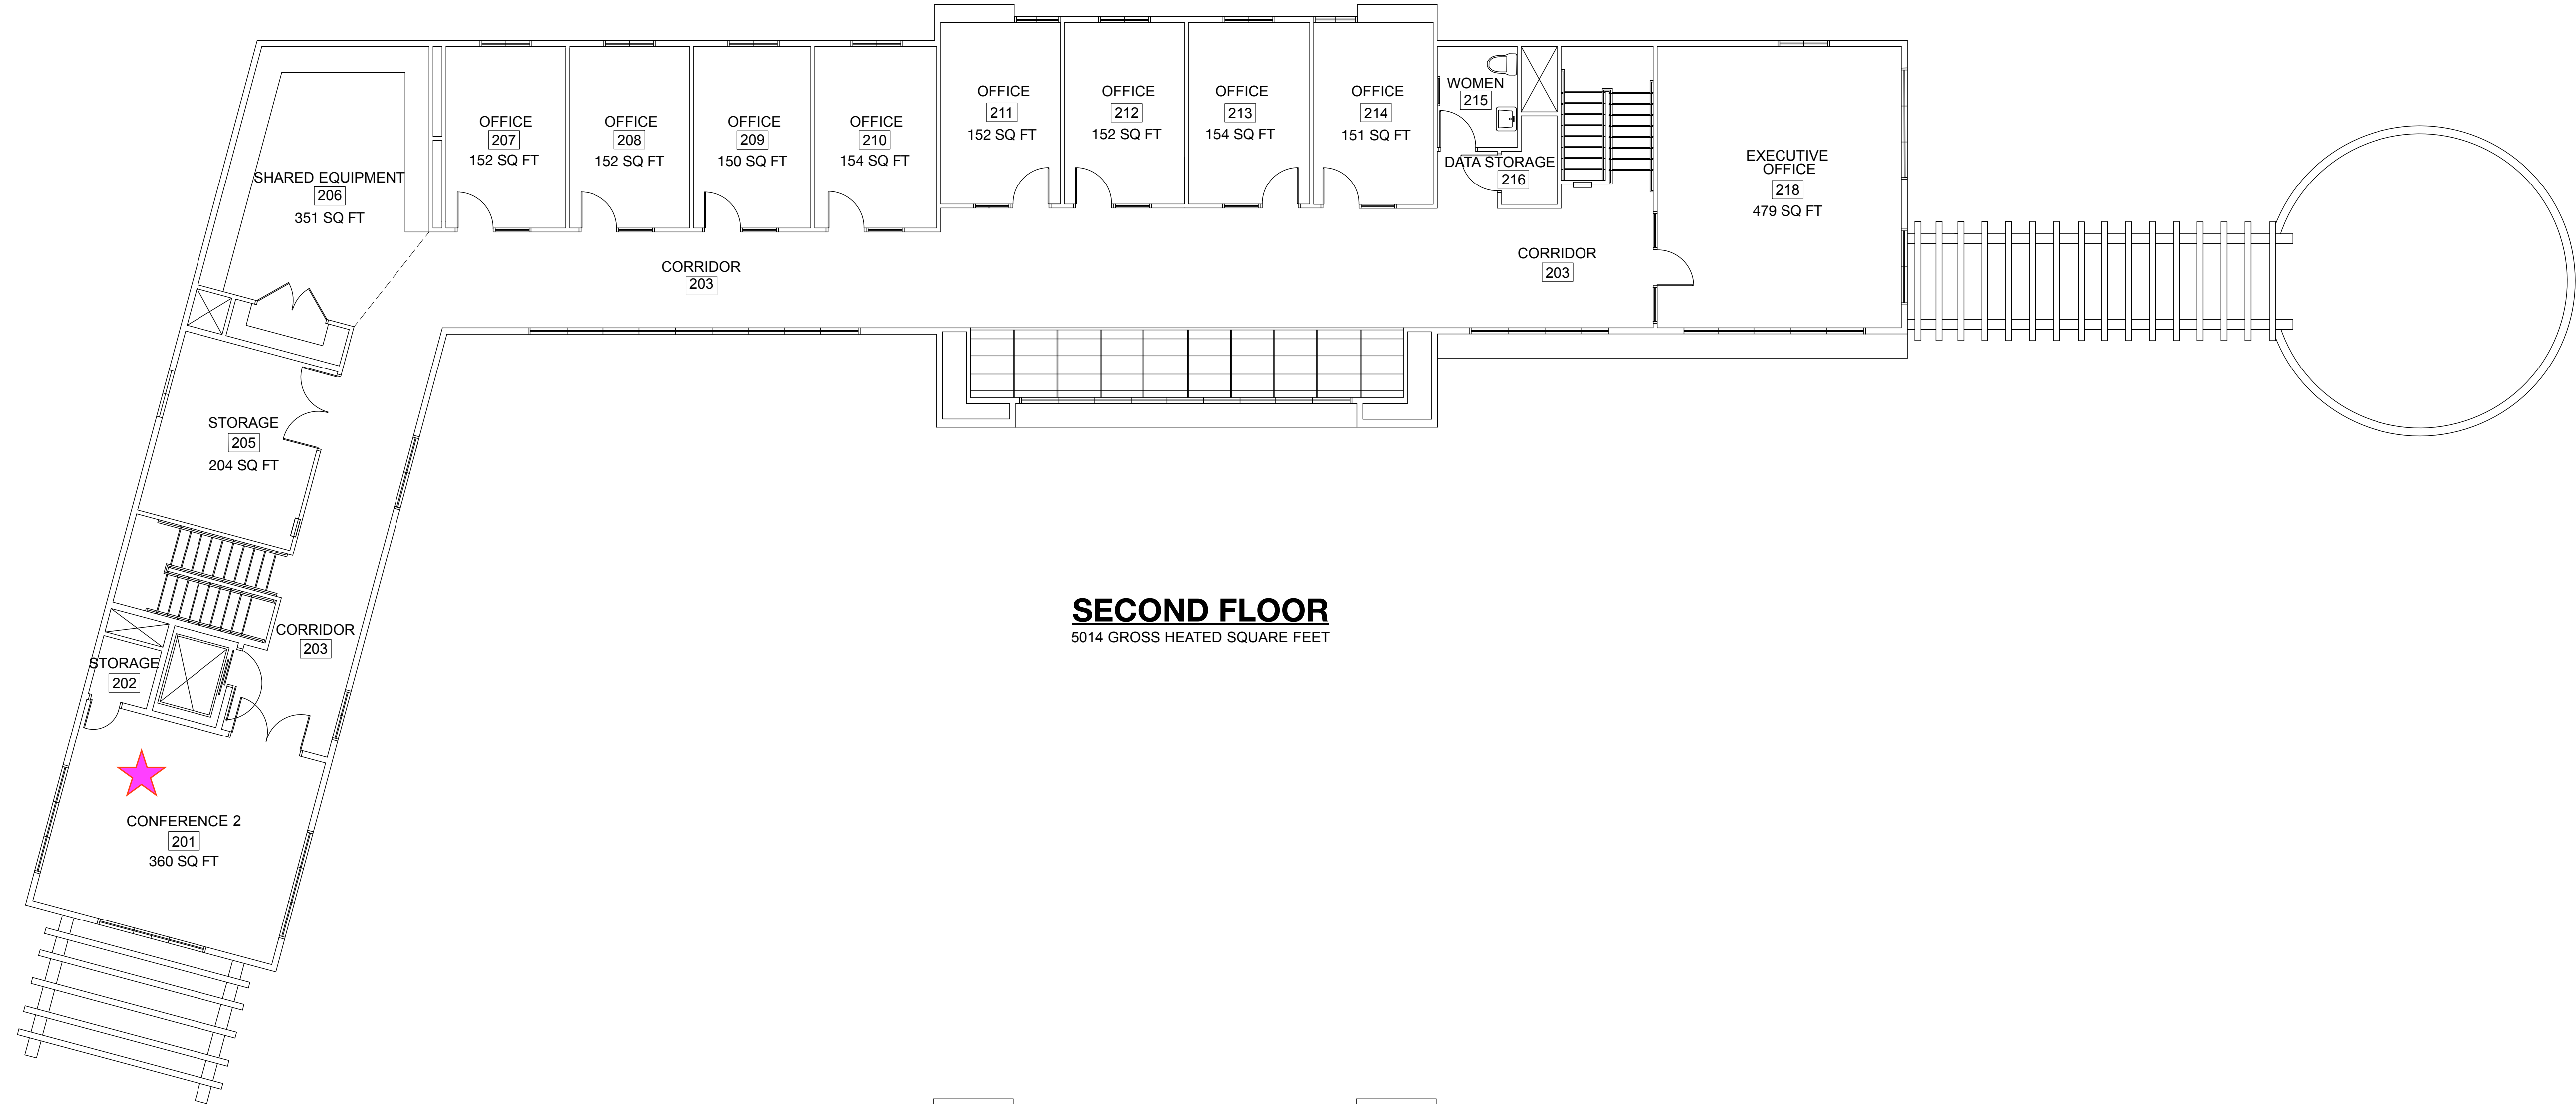 SHARED EQUIPMENT
206
351 SQ FT
OFFICE
207
152 SQ FT
OFFICE
208
152 SQ FT
OFFICE
209
150 SQ FT
OFFICE
210
154 SQ FT
OFFICE
211
152 SQ FT
OFFICE
212
152 SQ FT
OFFICE
213
154 SQ FT
OFFICE
214
151 SQ FT
WOMEN
215
DATA STORAGE
216
EXECUTIVE
OFFICE
218
479 SQ FT
CORRIDOR
203
CORRIDOR
203
STORAGE
205
204 SQ FT
CORRIDOR
203
STORAGE
202
CONFERENCE 2
201
360 SQ FT
SECOND FLOOR
5014 GROSS HEATED SQUARE FEET